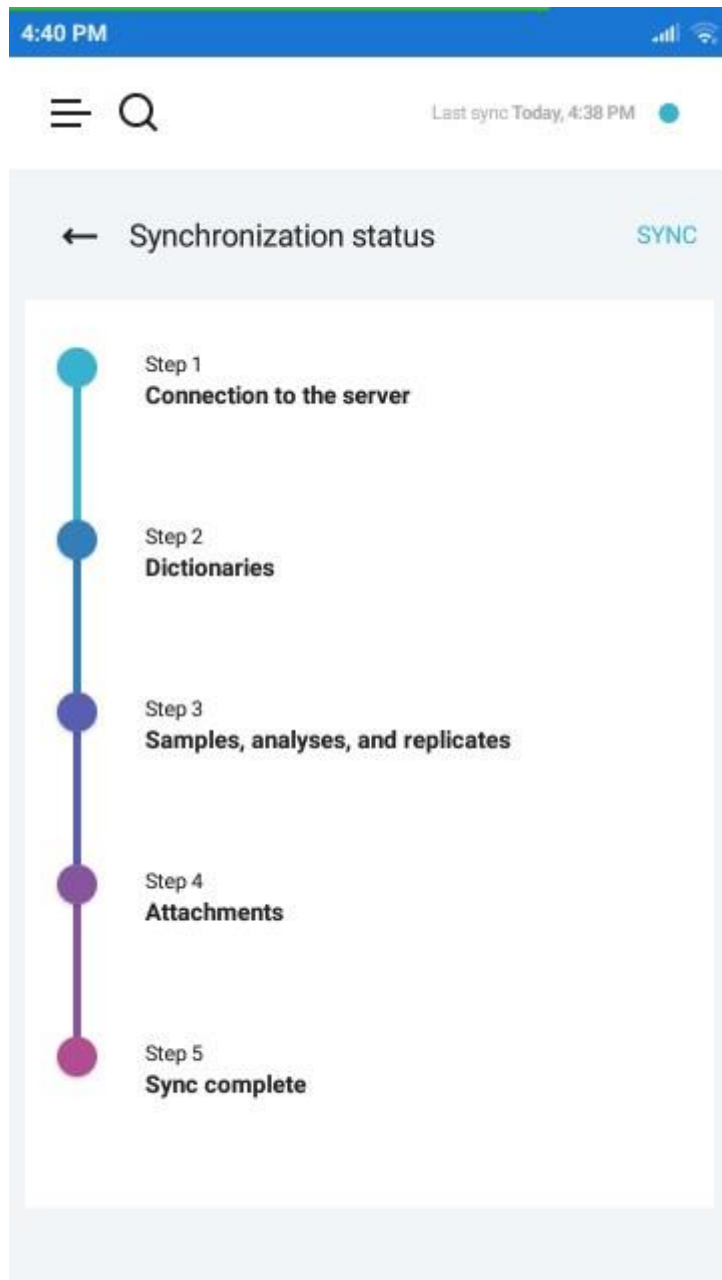 4:40 PM
Last sync Today, 4:38 PM
Synchronization status
SYNC
Step 1
Connection to the server
Step 2
Dictionaries
Step 3
Samples, analyses, and replicates
Step 4
Attachments
Step 5
Sync complete